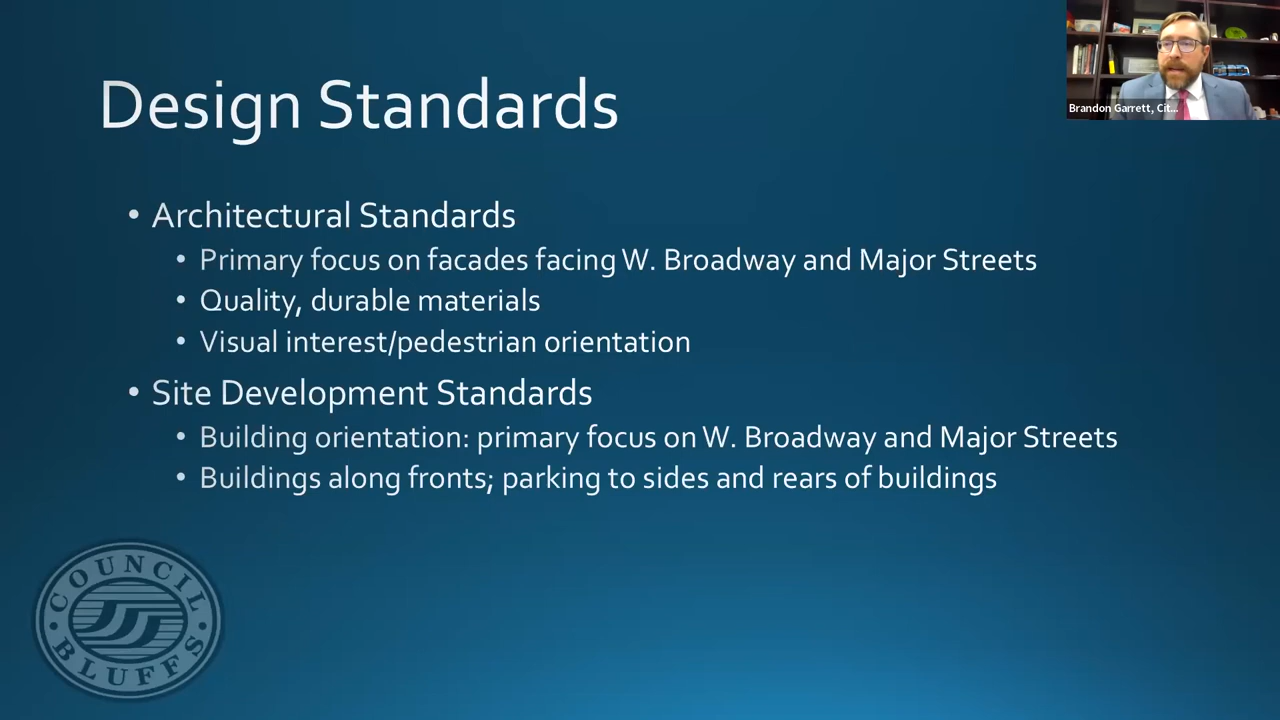 Design Standards
Brandon Garrett, Cit...
• Architectural Standards
• Primary focus on facades facing W. Broadway and Major Streets
• Quality, durable materials
• Visual interest/pedestrian orientation
• Site Development Standards
• Building orientation: primary focus on W. Broadway and Major Streets
• Buildings along fronts; parking to sides and rears of buildings
COUNCIL
BLUFFS